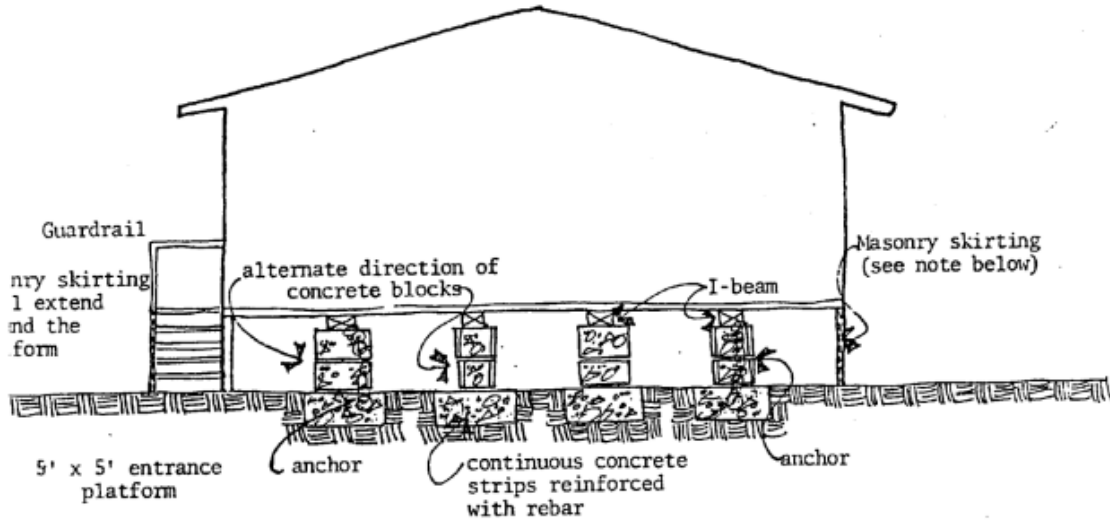 Guardrail
nry skirting
l extend
nd the
form
alternate direction of
concrete blocks
I-beam
Masonry skirting
(see note below)
5' x 5' entrance
platform
anchor
continuous concrete
strips reinforced
with rebar
anchor